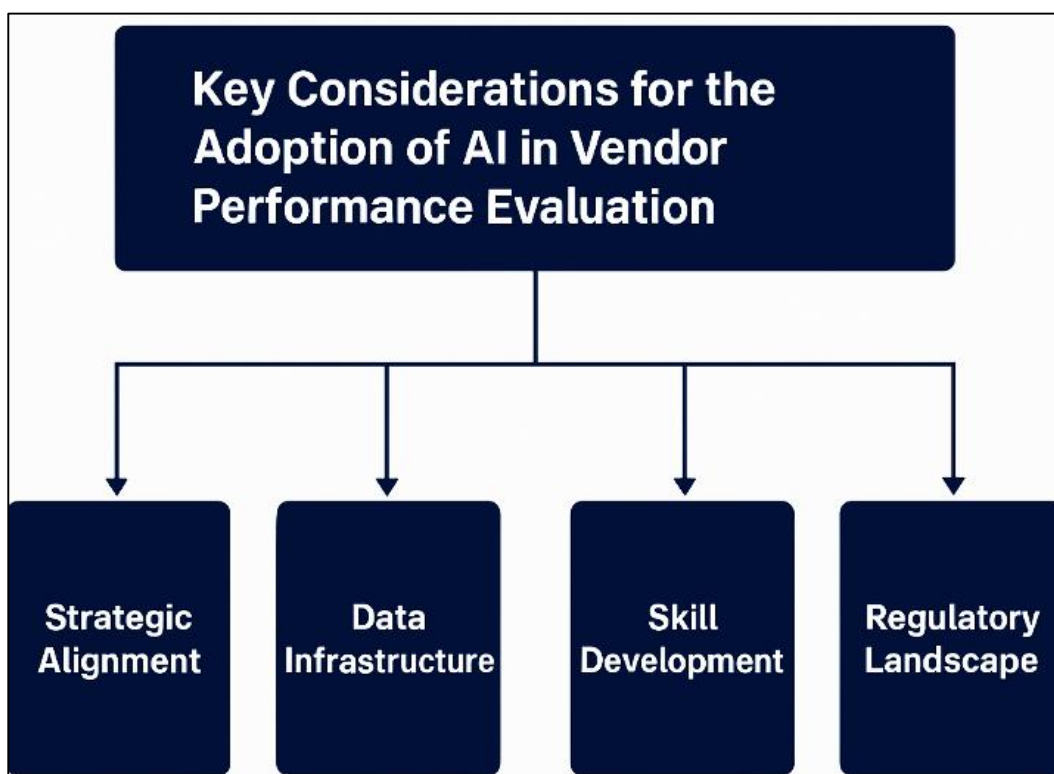 Key Considerations for the
Adoption of AI in Vendor
Performance Evaluation
Strategic
Alignment
Data
Infrastructure
Skill
Development
Regulatory
Landscape